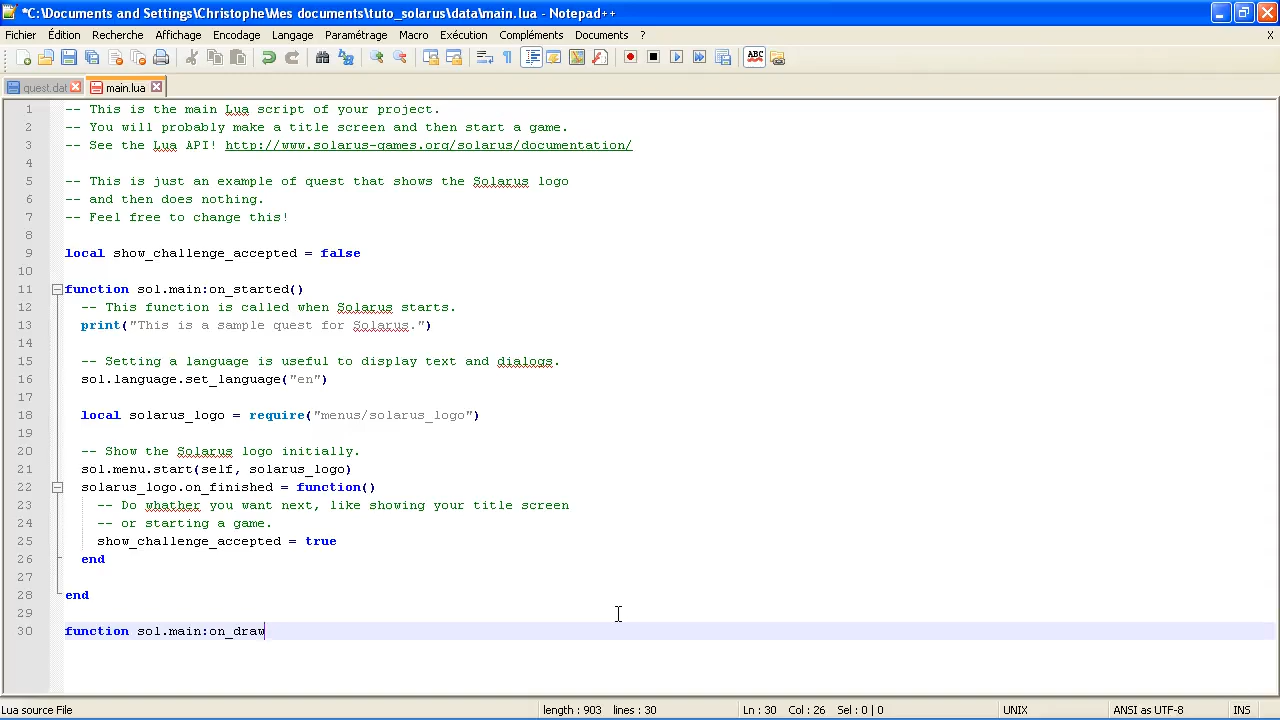 *C:\Documents and Settings\Christophe\Mes documents\tuto_solarus\data\main.lua - Notepad++
Fichier Édition Recherche Affichage Encodage Langage Paramétrage Macro Exécution Compléments Documents ? X
ABC
quest.dat main.lua
1 -- This is the main Lua script of your project.
2 -- You will probably make a title screen and then start a game.
3 -- See the Lua API! http://www.solarus-games.org/solarus/documentation/
4
5 -- This is just an example of quest that shows the Solarus logo
6 -- and then does nothing.
7 -- Feel free to change this!
8
9 local show_challenge_accepted = false
10
11 function sol.main:on_started()
12 -- This function is called when Solarus starts.
13 print("This is a sample quest for Solarus.")
14
15 -- Setting a language is useful to display text and dialogs.
16 sol.language.set_language("en")
17
18 local solarus_logo = require("menus/solarus_logo")
19
20 -- Show the Solarus logo initially.
21 sol.menu.start(self, solarus_logo)
22 solarus_logo.on_finished = function()
23 -- Do whather you want next, like showing your title screen
24 -- or starting a game.
25 show_challenge_accepted = true
26 end
27
28 end
29
30 function sol.main:on_draw
Lua source File length : 903 lines : 30 Ln : 30 Col : 26 Sel : 0 | 0 UNIX ANSI as UTF-8 INS